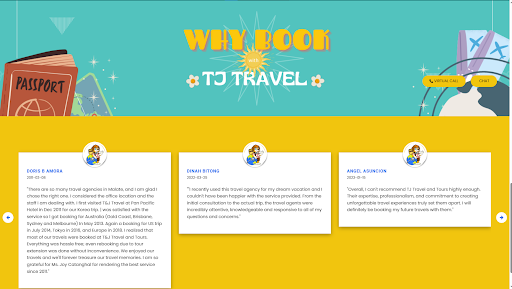 WHY BOOK
with
TJ TRAVEL
PASSPORT
VIRTUAL CALL
CHAT
DORIS B AMORA
"There are so many travel agencies in Malate, and I am glad I
chose the right one. I considered the office location and the
staff I am dealing with. I first visited T&J Travel at Pan Pacific
Hotel in Dec 2011 for our Korea trip. I was satisfied with the
service so I got booking for Australia (Gold Coast, Brisbane,
Sydney and Melbourne) in May 2013. Again a booking for US trip
in July 2014, Tokyo in 2018, and Europe in 2019. I realized that
most of our travels were booked at T&J Travel and Tours.
Everything was hassle free, even rebooking due to tour
extension was done without inconvenience. We enjoyed our
travels and we'll forever treasure our travel memories. I am so
grateful to Ms. Joy Catanghal for rendering the best service
since 2011."
DINAH BITONG
2023-03-20
"I recently used this travel agency for my dream vacation and I
couldn't have been happier with the service provided. From the
initial consultation to the actual trip, the travel agents were
incredibly attentive, knowledgeable and responsive to all of my
questions and concerns."
ANGEL ASUNCION
2023-01-15
"Overall, I can't recommend TJ Travel and Tours highly enough.
Their expertise, professionalism, and commitment to creating
unforgettable travel experiences truly set them apart. I will
definitely be booking my future travels with them."